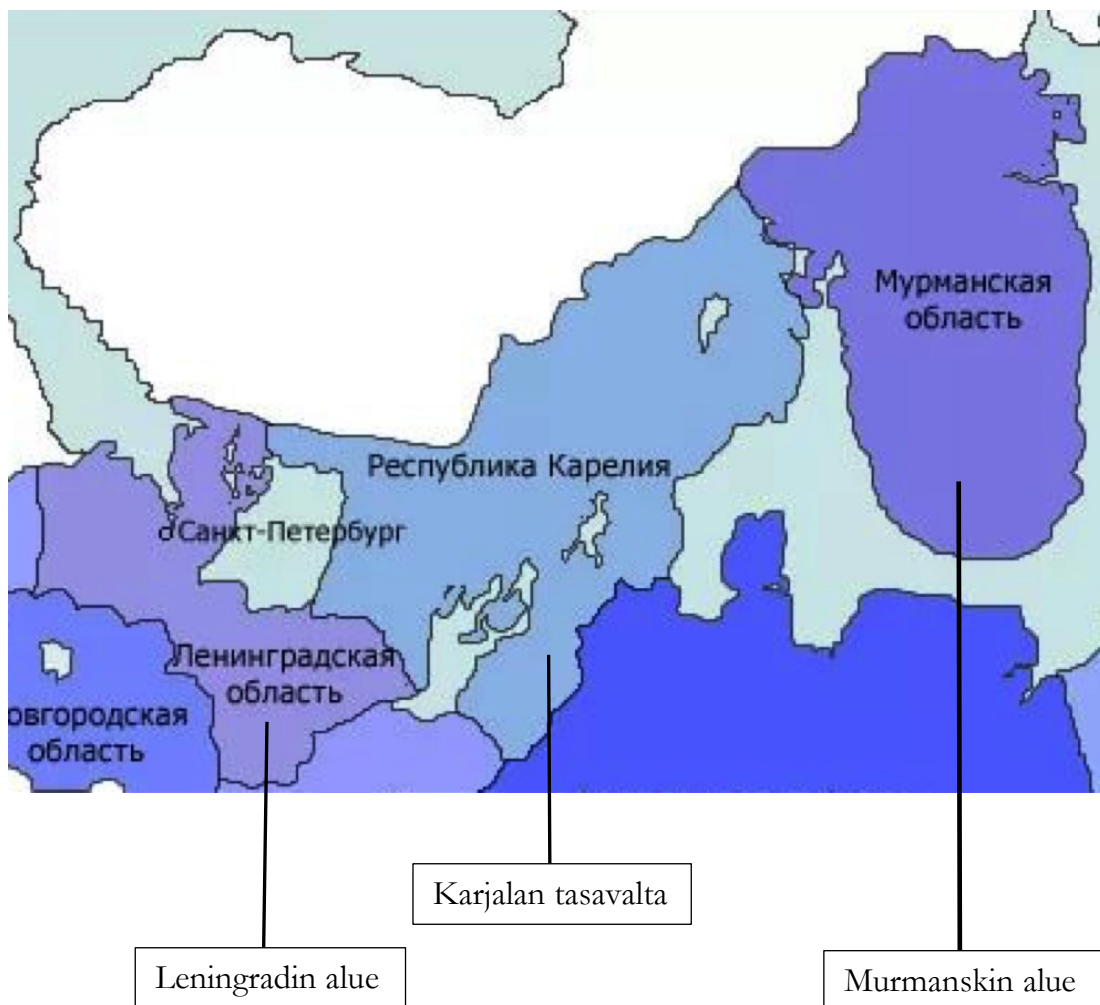 Мурманская
область
Республика Карелия
Санкт-Петербург
Ленинградская
область
овгородская
область
Karjalan tasavalta
Leningradin alue
Murmanskin alue